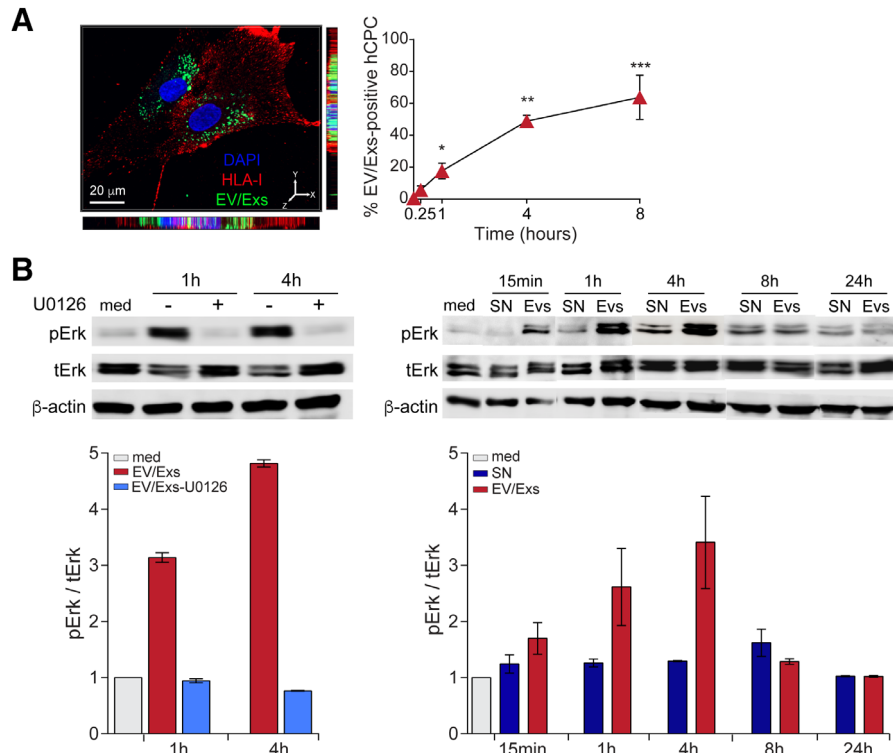 A
DAPI
HLA-I
EV/Exs
20 μm
Y
X
Z
% EV/Exs-positive hCPC
100
80
60
40
20
0
*
**
***
0.25 1 4 8
Time (hours)
B
1h 4h
U0126 med - + - +
pErk
tErk
β-actin
15min 1h 4h 8h 24h
med SN Evs SN Evs SN Evs SN Evs SN Evs
pErk
tErk
β-actin
pErk / tErk
5
4
3
2
1
0
med
EV/Exs
EV/Exs-U0126
1h 4h
pErk / tErk
5
4
3
2
1
0
med
SN
EV/Exs
15min 1h 4h 8h 24h